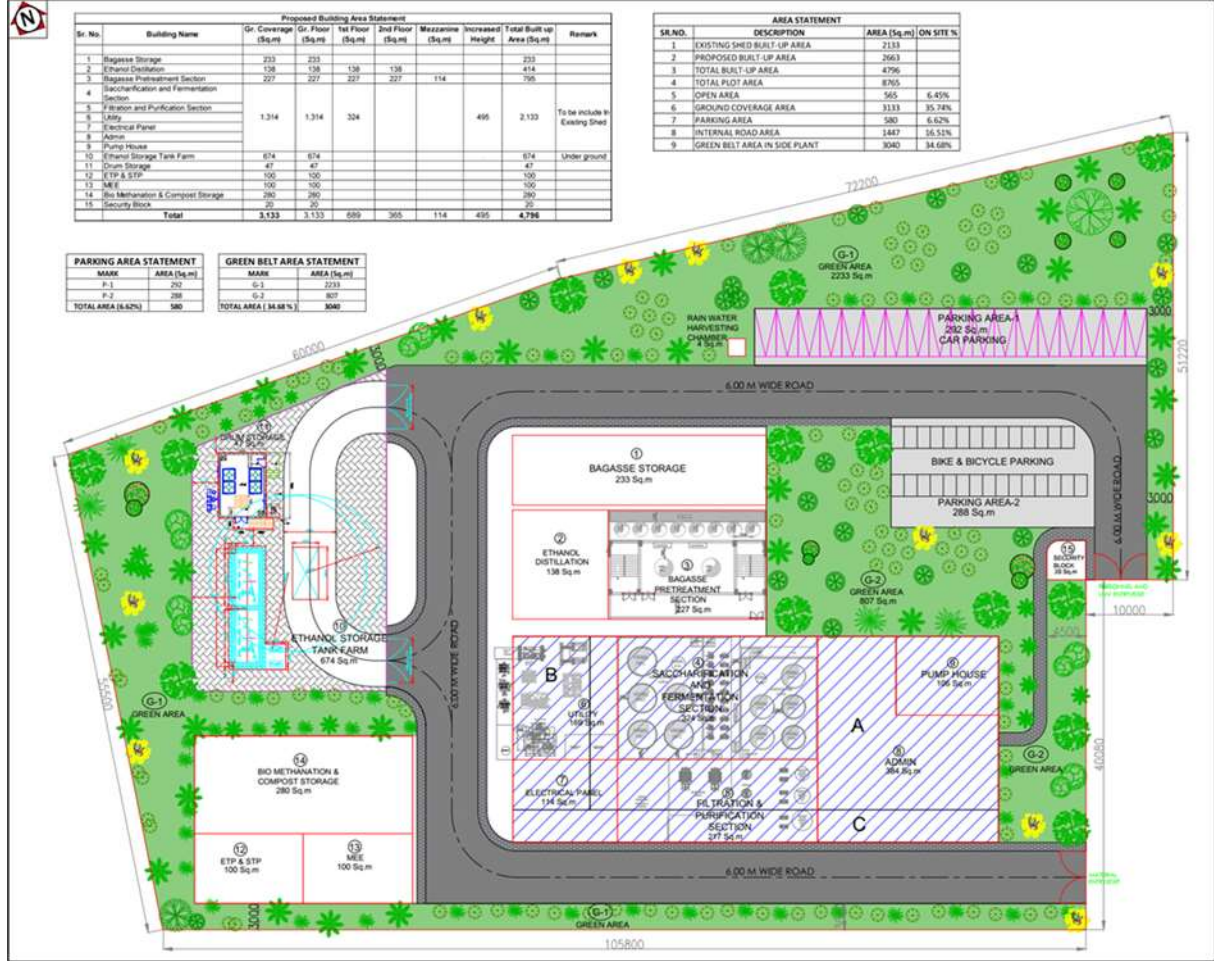 N
Proposed Building Area Statement
Sr. No. Building Name Gr. Coverage (Sq.m) Gr. Floor (Sq.m) 1st Floor (Sq.m) 2nd Floor (Sq.m) Mezzanine (Sq.m) Increased Height Total Built up Area (Sq.m) Remark
1 Bagasse Storage 233 233 233
2 Ethanol Distillation 138 138 138 138 414
3 Bagasse Pretreatment Section 227 227 227 227 114 795
4 Saccharification and Fermentation Section
5 Filtration and Purification Section
6 Utility 1,314 1,314 324 495 2,133 To be include In Existing Shed
7 Electrical Panel
8 Admin
9 Pump House
10 Ethanol Storage Tank Farm 674 674 674 Under ground
11 Drum Storage 47 47 47
12 ETP & STP 100 100 100
13 MEE 100 100 100
14 Bio Methanation & Compost Storage 280 280 280
15 Security Block 20 20 20
Total 3,133 3,133 689 365 114 495 4,796
AREA STATEMENT
SR.NO. DESCRIPTION AREA (Sq.m) ON SITE %
1 EXISTING SHED BUILT-UP AREA 2133
2 PROPOSED BUILT-UP AREA 2663
3 TOTAL BUILT-UP AREA 4796
4 TOTAL PLOT AREA 8765
5 OPEN AREA 565 6.45%
6 GROUND COVERAGE AREA 3133 35.74%
7 PARKING AREA 580 6.62%
8 INTERNAL ROAD AREA 1447 16.51%
9 GREEN BELT AREA IN SIDE PLANT 3040 34.68%
PARKING AREA STATEMENT
MARK AREA (Sq.m)
P-1 292
P-2 288
TOTAL AREA (6.62%) 580
GREEN BELT AREA STATEMENT
MARK AREA (Sq.m)
G-1 2233
G-2 807
TOTAL AREA ( 34.68 % ) 3040
72200
G-1
GREEN AREA
2233 Sq.m
RAIN WATER
HARVESTING
CHAMBER
4 Sq.m
PARKING AREA-1
292 Sq.m
CAR PARKING
3000
51220
60000
3000
6.00 M WIDE ROAD
11
DRUM STORAGE
47 Sq.m
1
BAGASSE STORAGE
233 Sq.m
BIKE & BICYCLE PARKING
PARKING AREA-2
288 Sq.m
6.00 M WIDE ROAD
3000
2
ETHANOL
DISTILLATION
138 Sq.m
3
BAGASSE
PRETREATMENT
SECTION
227 Sq.m
15
SECURITY
BLOCK
G-2
GREEN AREA
807 Sq.m
10000
4500
10
ETHANOL STORAGE
TANK FARM
674 Sq.m
6.00 M WIDE ROAD
55500
G-1
GREEN AREA
B
6
UTILITY
4
SACCHARIFICATION
AND
FERMENTATION
SECTION
PUMP HOUSE
106 Sq.m
A
8
ADMIN
384 Sq.m
G-2
GREEN AREA
40080
14
BIO METHANATION &
COMPOST STORAGE
280 Sq.m
7
ELECTRICAL PANEL
114 Sq.m
5
FILTRATION &
PURIFICATION
SECTION
217 Sq.m
C
12
ETP & STP
100 Sq.m
13
MEE
100 Sq.m
6.00 M WIDE ROAD
3000
G-1
GREEN AREA
105800